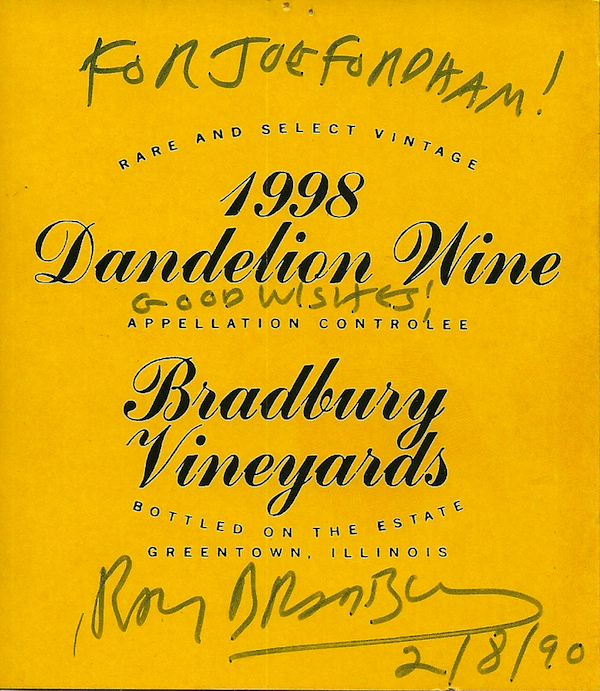 FOR JOE FORDHAM!
RARE AND SELECT VINTAGE
1998
Dandelion Wine
GOOD WISHES!
APPELLATION CONTROLEE
Bradbury
Vineyards
BOTTLED ON THE ESTATE
GREENTOWN, ILLINOIS
Ray Bradbury
2/8/90